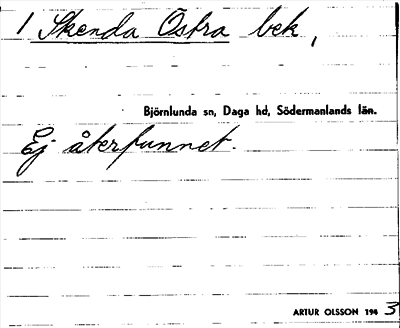 1 Skenda Östra bek,
Björnlunda sn, Daga hd, Södermanlands län.
Ej återfunnet.
ARTUR OLSSON 194 3